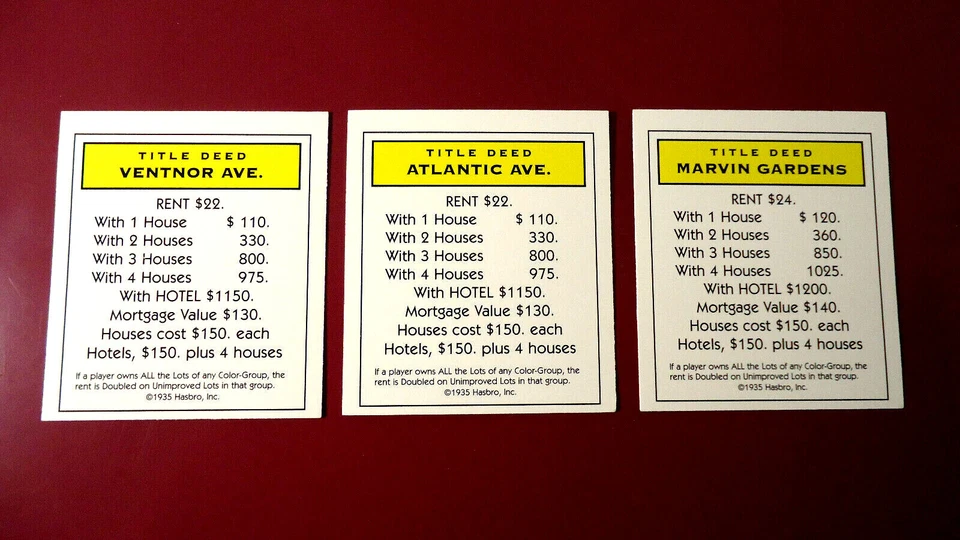 TITLE DEED
VENTNOR AVE.
RENT $22.
With 1 House $ 110.
With 2 Houses 330.
With 3 Houses 800.
With 4 Houses 975.
With HOTEL $1150.
Mortgage Value $130.
Houses cost $150. each
Hotels, $150. plus 4 houses
If a player owns ALL the Lots of any Color-Group, the
rent is Doubled on Unimproved Lots in that group.
©1935 Hasbro, Inc.
TITLE DEED
ATLANTIC AVE.
RENT $22.
With 1 House $ 110.
With 2 Houses 330.
With 3 Houses 800.
With 4 Houses 975.
With HOTEL $1150.
Mortgage Value $130.
Houses cost $150. each
Hotels, $150. plus 4 houses
If a player owns ALL the Lots of any Color-Group, the
rent is Doubled on Unimproved Lots in that group.
©1935 Hasbro, Inc.
TITLE DEED
MARVIN GARDENS
RENT $24.
With 1 House $ 120.
With 2 Houses 360.
With 3 Houses 850.
With 4 Houses 1025.
With HOTEL $1200.
Mortgage Value $140.
Houses cost $150. each
Hotels, $150. plus 4 houses
If a player owns ALL the Lots of any Color-Group, the
rent is Doubled on Unimproved Lots in that group.
©1935 Hasbro, Inc.